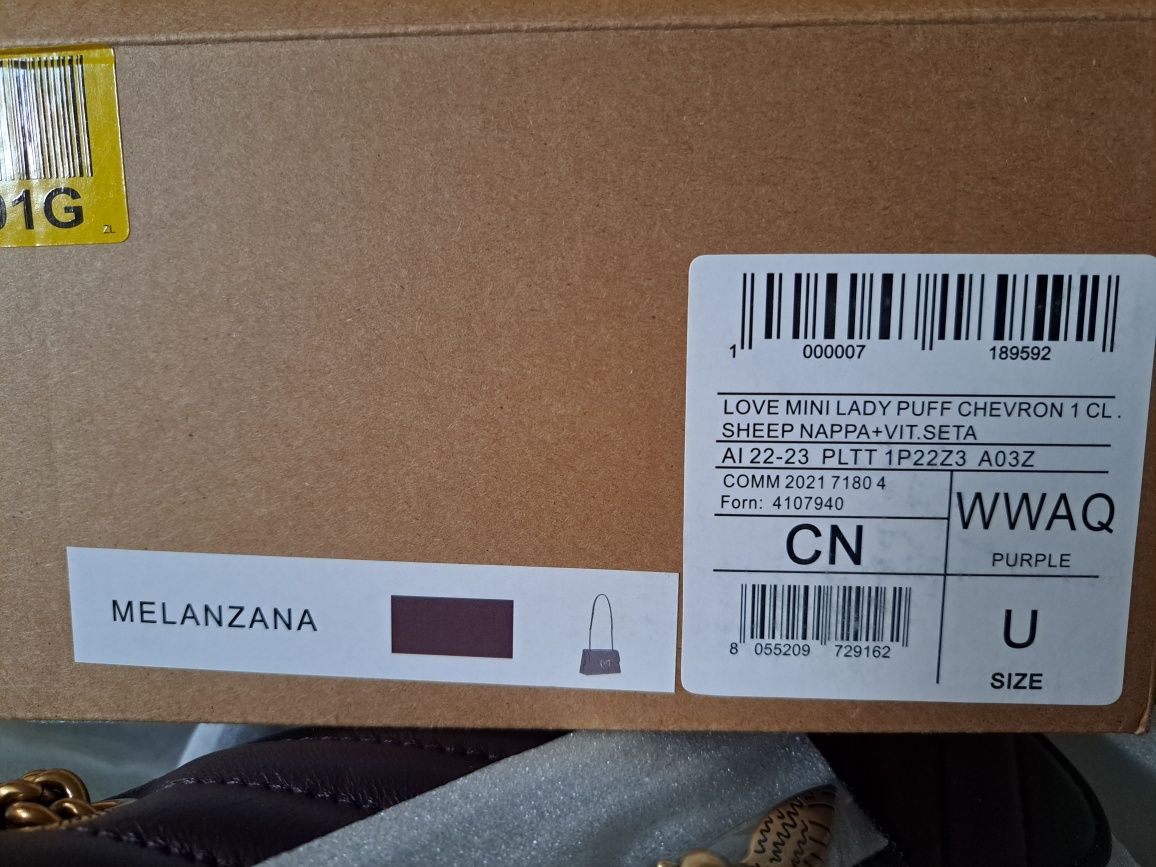 ZL
1 000007 189592
LOVE MINI LADY PUFF CHEVRON 1 CL.
SHEEP NAPPA+VIT.SETA
AI 22-23 PLTT 1P22Z3 A03Z
COMM 2021 7180 4
Forn: 4107940
WWAQ
CN
PURPLE
8 055209 729162
U
SIZE
MELANZANA